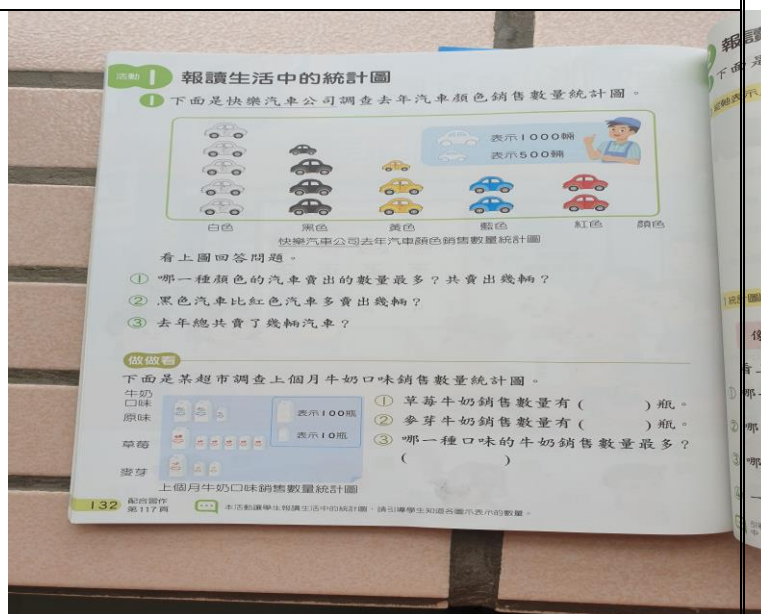 活動 1 報讀生活中的統計圖
1 下面是快樂汽車公司調查去年汽車顏色銷售數量統計圖。
表示1000輛
表示500輛
白色 黑色 黃色 藍色 紅色 顏色
快樂汽車公司去年汽車顏色銷售數量統計圖
看上圖回答問題。
① 哪一種顏色的汽車賣出的數量最多?共賣出幾輛?
② 黑色汽車比紅色汽車多賣出幾輛?
③ 去年總共賣了幾輛汽車?
做做看
下面是某超市調查上個月牛奶口味銷售數量統計圖。
牛奶
口味
原味
草莓
麥芽
表示100瓶
表示10瓶
上個月牛奶口味銷售數量統計圖
① 草莓牛奶銷售數量有( )瓶。
② 麥芽牛奶銷售數量有( )瓶。
③ 哪一種口味的牛奶銷售數量最多?
( )
132 配合習作
第117頁
本活動讓學生報讀生活中的統計圖,請引導學生知道各圖示表示的數量。
報讀
下面是
看上
① 哪
② 哪
③ 哪